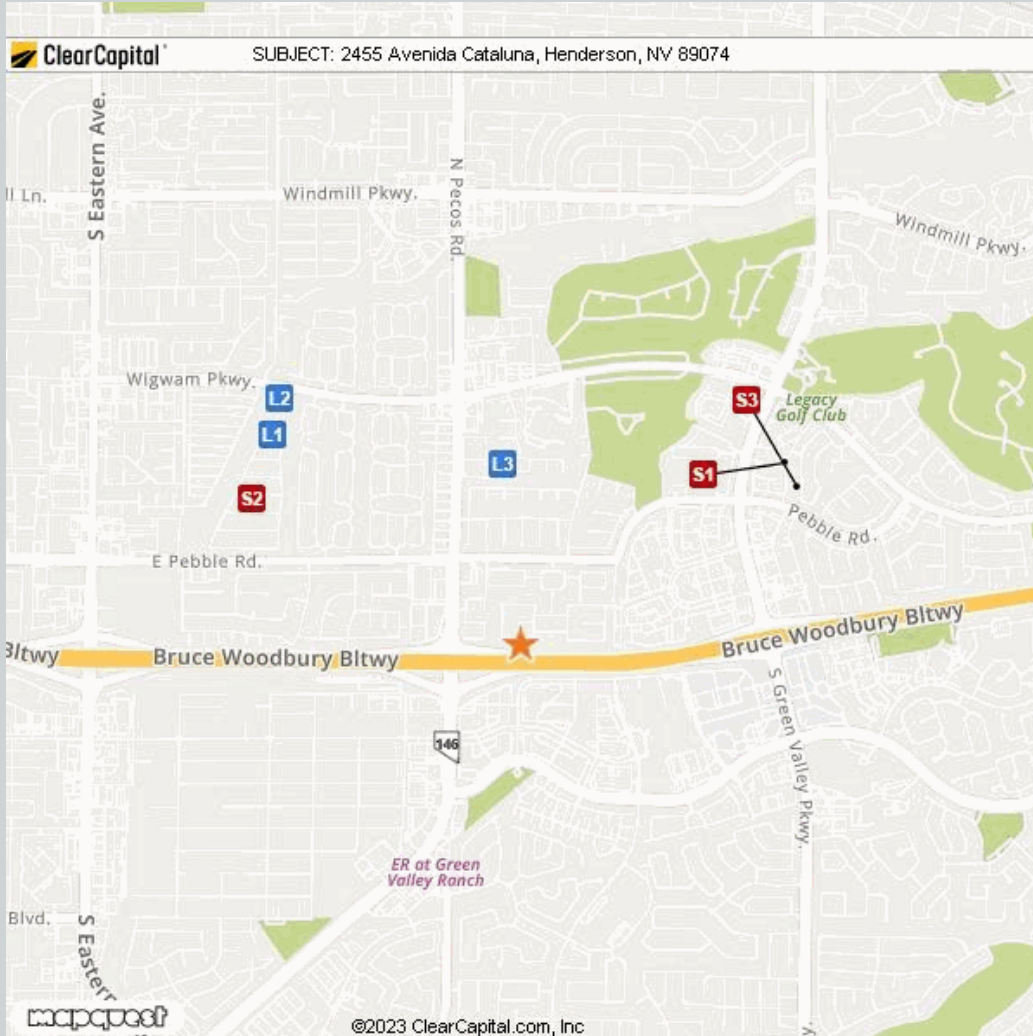 ClearCapital
SUBJECT: 2455 Avenida Cataluna, Henderson, NV 89074
S Eastern Ave.
N Pecos Rd.
ll Ln.
Windmill Pkwy.
Windmill Pkwy.
Wigwam Pkwy.
L2
S3
Legacy
Golf Club
L1
L3
S1
S2
Pebble Rd.
E Pebble Rd.
Bltwy
Bruce Woodbury Bltwy
Bruce Woodbury Bltwy
S Green Valley Pkwy.
146
ER at Green
Valley Ranch
Blvd.
S Eastern
mapquest
©2023 ClearCapital.com, Inc